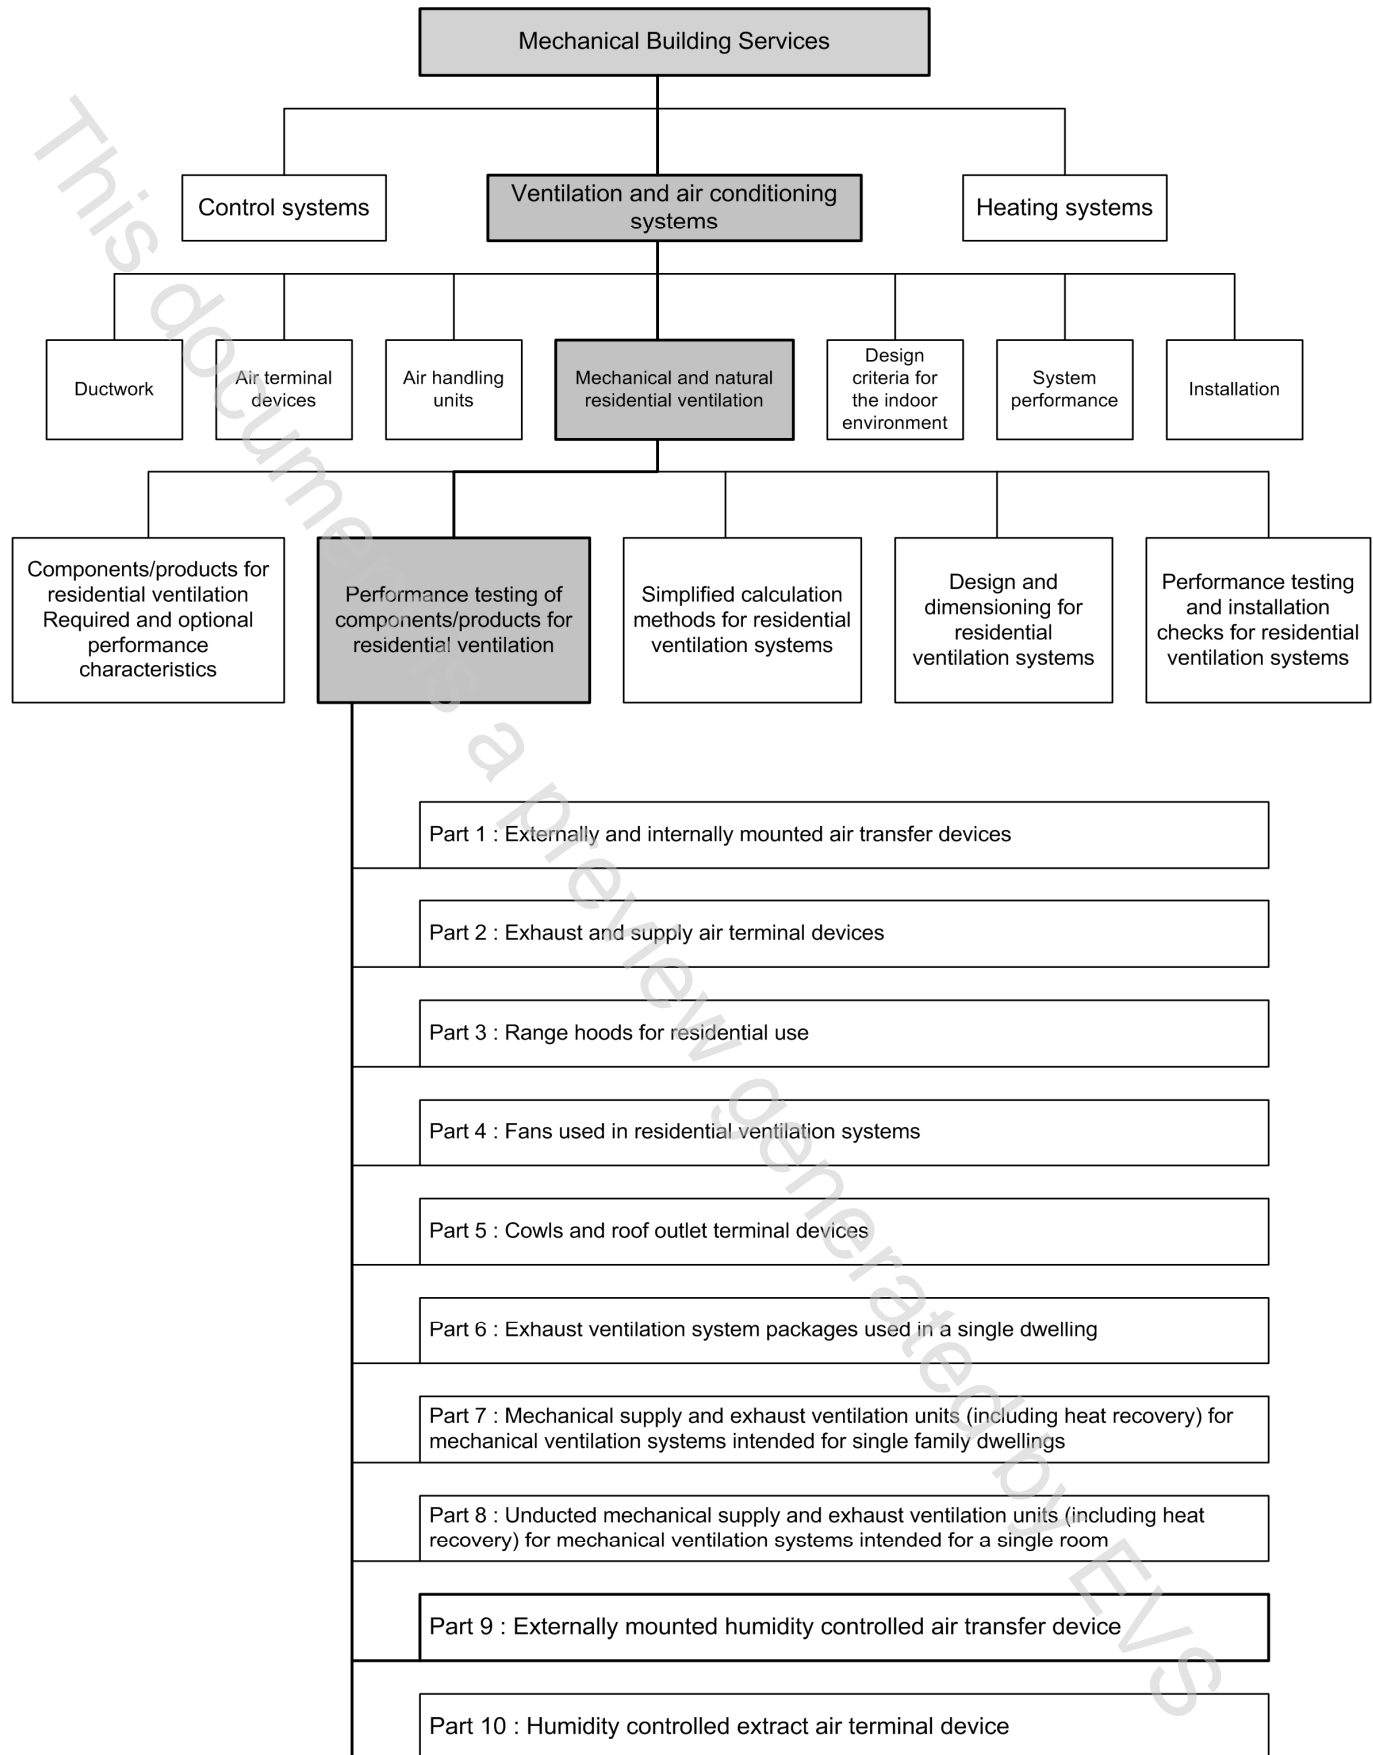 Mechanical Building Services
Control systems
Ventilation and air conditioning
systems
Heating systems
Ductwork
Air terminal
devices
Air handling
units
Mechanical and natural
residential ventilation
Design
criteria for
the indoor
environment
System
performance
Installation
Components/products for
residential ventilation
Required and optional
performance
characteristics
Performance testing of
components/products for
residential ventilation
Simplified calculation
methods for residential
ventilation systems
Design and
dimensioning for
residential
ventilation systems
Performance testing
and installation
checks for residential
ventilation systems
Part 1 : Externally and internally mounted air transfer devices
Part 2 : Exhaust and supply air terminal devices
Part 3 : Range hoods for residential use
Part 4 : Fans used in residential ventilation systems
Part 5 : Cowls and roof outlet terminal devices
Part 6 : Exhaust ventilation system packages used in a single dwelling
Part 7 : Mechanical supply and exhaust ventilation units (including heat recovery) for
mechanical ventilation systems intended for single family dwellings
Part 8 : Unducted mechanical supply and exhaust ventilation units (including heat
recovery) for mechanical ventilation systems intended for a single room
Part 9 : Externally mounted humidity controlled air transfer device
Part 10 : Humidity controlled extract air terminal device
This document is a preview generated by EVS